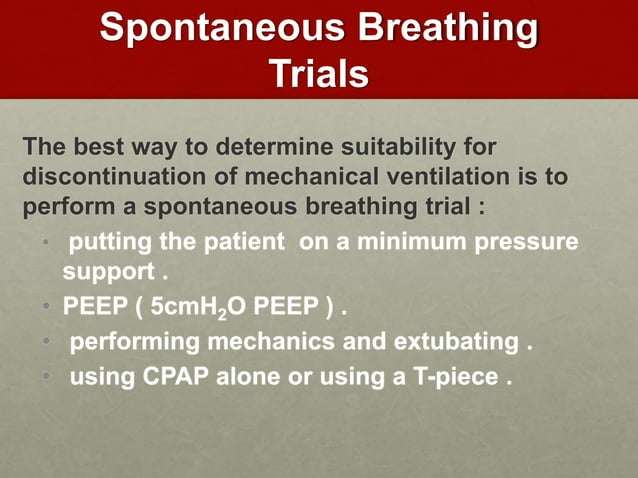 Spontaneous Breathing
Trials
The best way to determine suitability for
discontinuation of mechanical ventilation is to
perform a spontaneous breathing trial :
• putting the patient on a minimum pressure
support .
• PEEP ( 5cmH₂O PEEP ) .
• performing mechanics and extubating .
• using CPAP alone or using a T-piece .